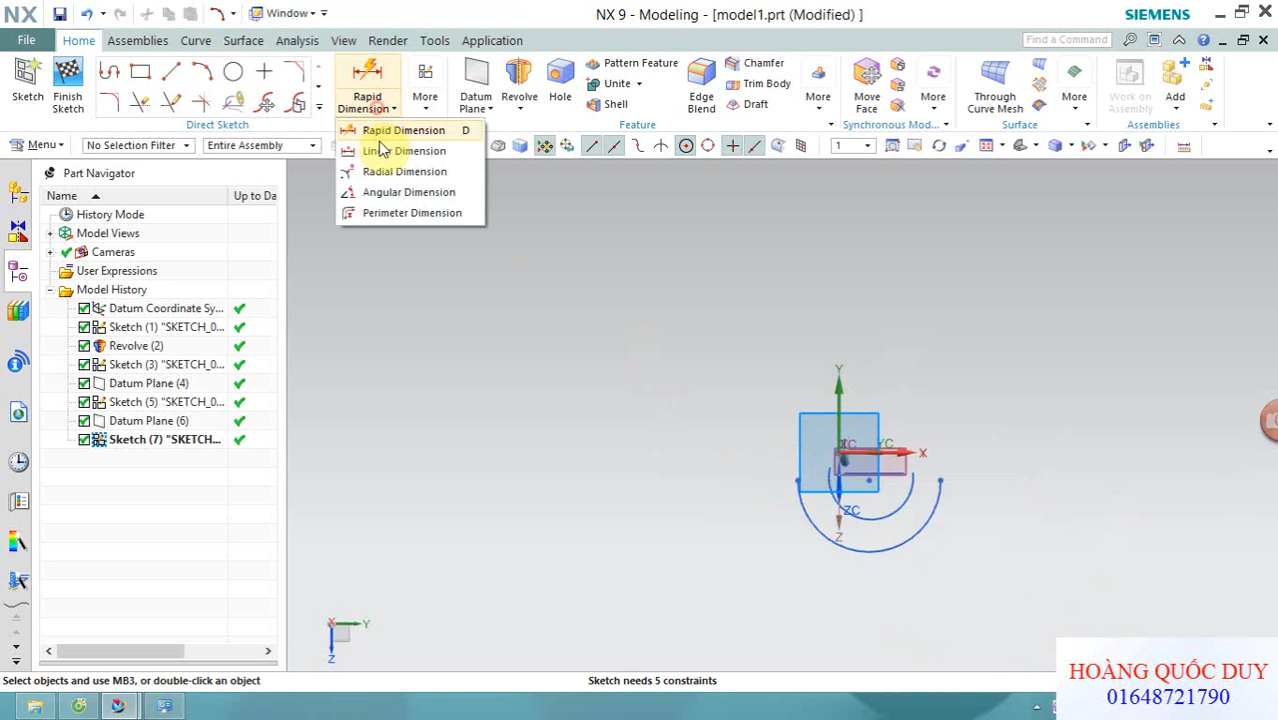 NX Window NX 9 - Modeling - [model1.prt (Modified) ] SIEMENS
File Home Assemblies Curve Surface Analysis View Render Tools Application Find a Command
Sketch Finish Sketch Direct Sketch
Rapid Dimension More
Datum Plane Revolve Hole Pattern Feature Unite Shell Edge Blend Chamfer Trim Body Draft More Feature
Move Face More Synchronous Mod...
Through Curve Mesh More Surface
Work on Assembly Add Assemblies
Menu No Selection Filter Entire Assembly 1
Rapid Dimension D
Linear Dimension
Radial Dimension
Angular Dimension
Perimeter Dimension
Part Navigator
Name Up to Da
History Mode
Model Views
Cameras
User Expressions
Model History
Datum Coordinate Sy...
Sketch (1) "SKETCH_0...
Revolve (2)
Sketch (3) "SKETCH_0...
Datum Plane (4)
Sketch (5) "SKETCH_0...
Datum Plane (6)
Sketch (7) "SKETCH...
Y
YC
X
ZC
Z
X Y
Z
Select objects and use MB3, or double-click an object Sketch needs 5 constraints
HOÀNG QUỐC DUY
01648721790